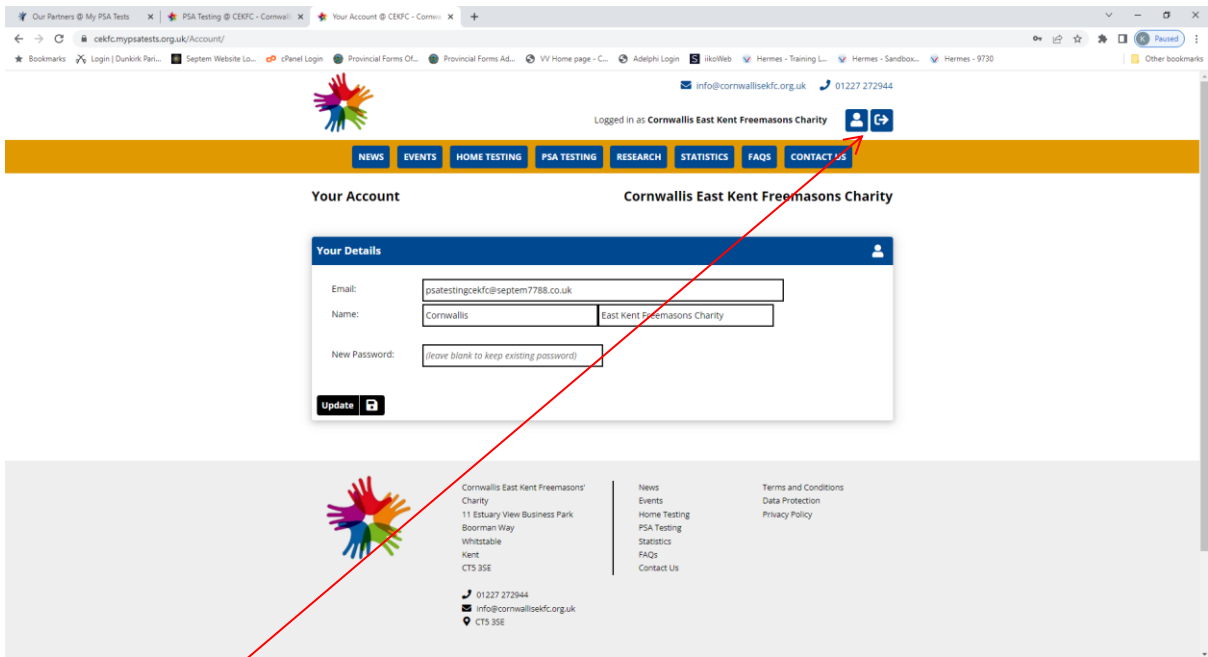 Our Partners @ My PSA Tests
PSA Testing @ CEKFC - Cornwall
Your Account @ CEKFC - Cornwa
cekfc.mypsatests.org.uk/Account/
Paused
Bookmarks
Login | Dunkirk Pari...
Septem Website Lo...
cPanel Login
Provincial Forms Of...
Provincial Forms Ad...
VV Home page - C...
Adelphi Login
iikoWeb
Hermes - Training L...
Hermes - Sandbox...
Hermes - 9730
Other bookmarks
info@cornwallisekfc.org.uk 01227 272944
Logged in as Cornwallis East Kent Freemasons Charity
NEWS EVENTS HOME TESTING PSA TESTING RESEARCH STATISTICS FAQS CONTACT US
Your Account
Cornwallis East Kent Freemasons Charity
Your Details
Email: psatestingcekfc@septem7788.co.uk
Name: Cornwallis East Kent Freemasons Charity
New Password: (leave blank to keep existing password)
Update
Cornwallis East Kent Freemasons'
Charity
11 Estuary View Business Park
Boorman Way
Whitstable
Kent
CT5 3SE
01227 272944
info@cornwallisekfc.org.uk
CT5 3SE
News
Events
Home Testing
PSA Testing
Statistics
FAQs
Contact Us
Terms and Conditions
Data Protection
Privacy Policy